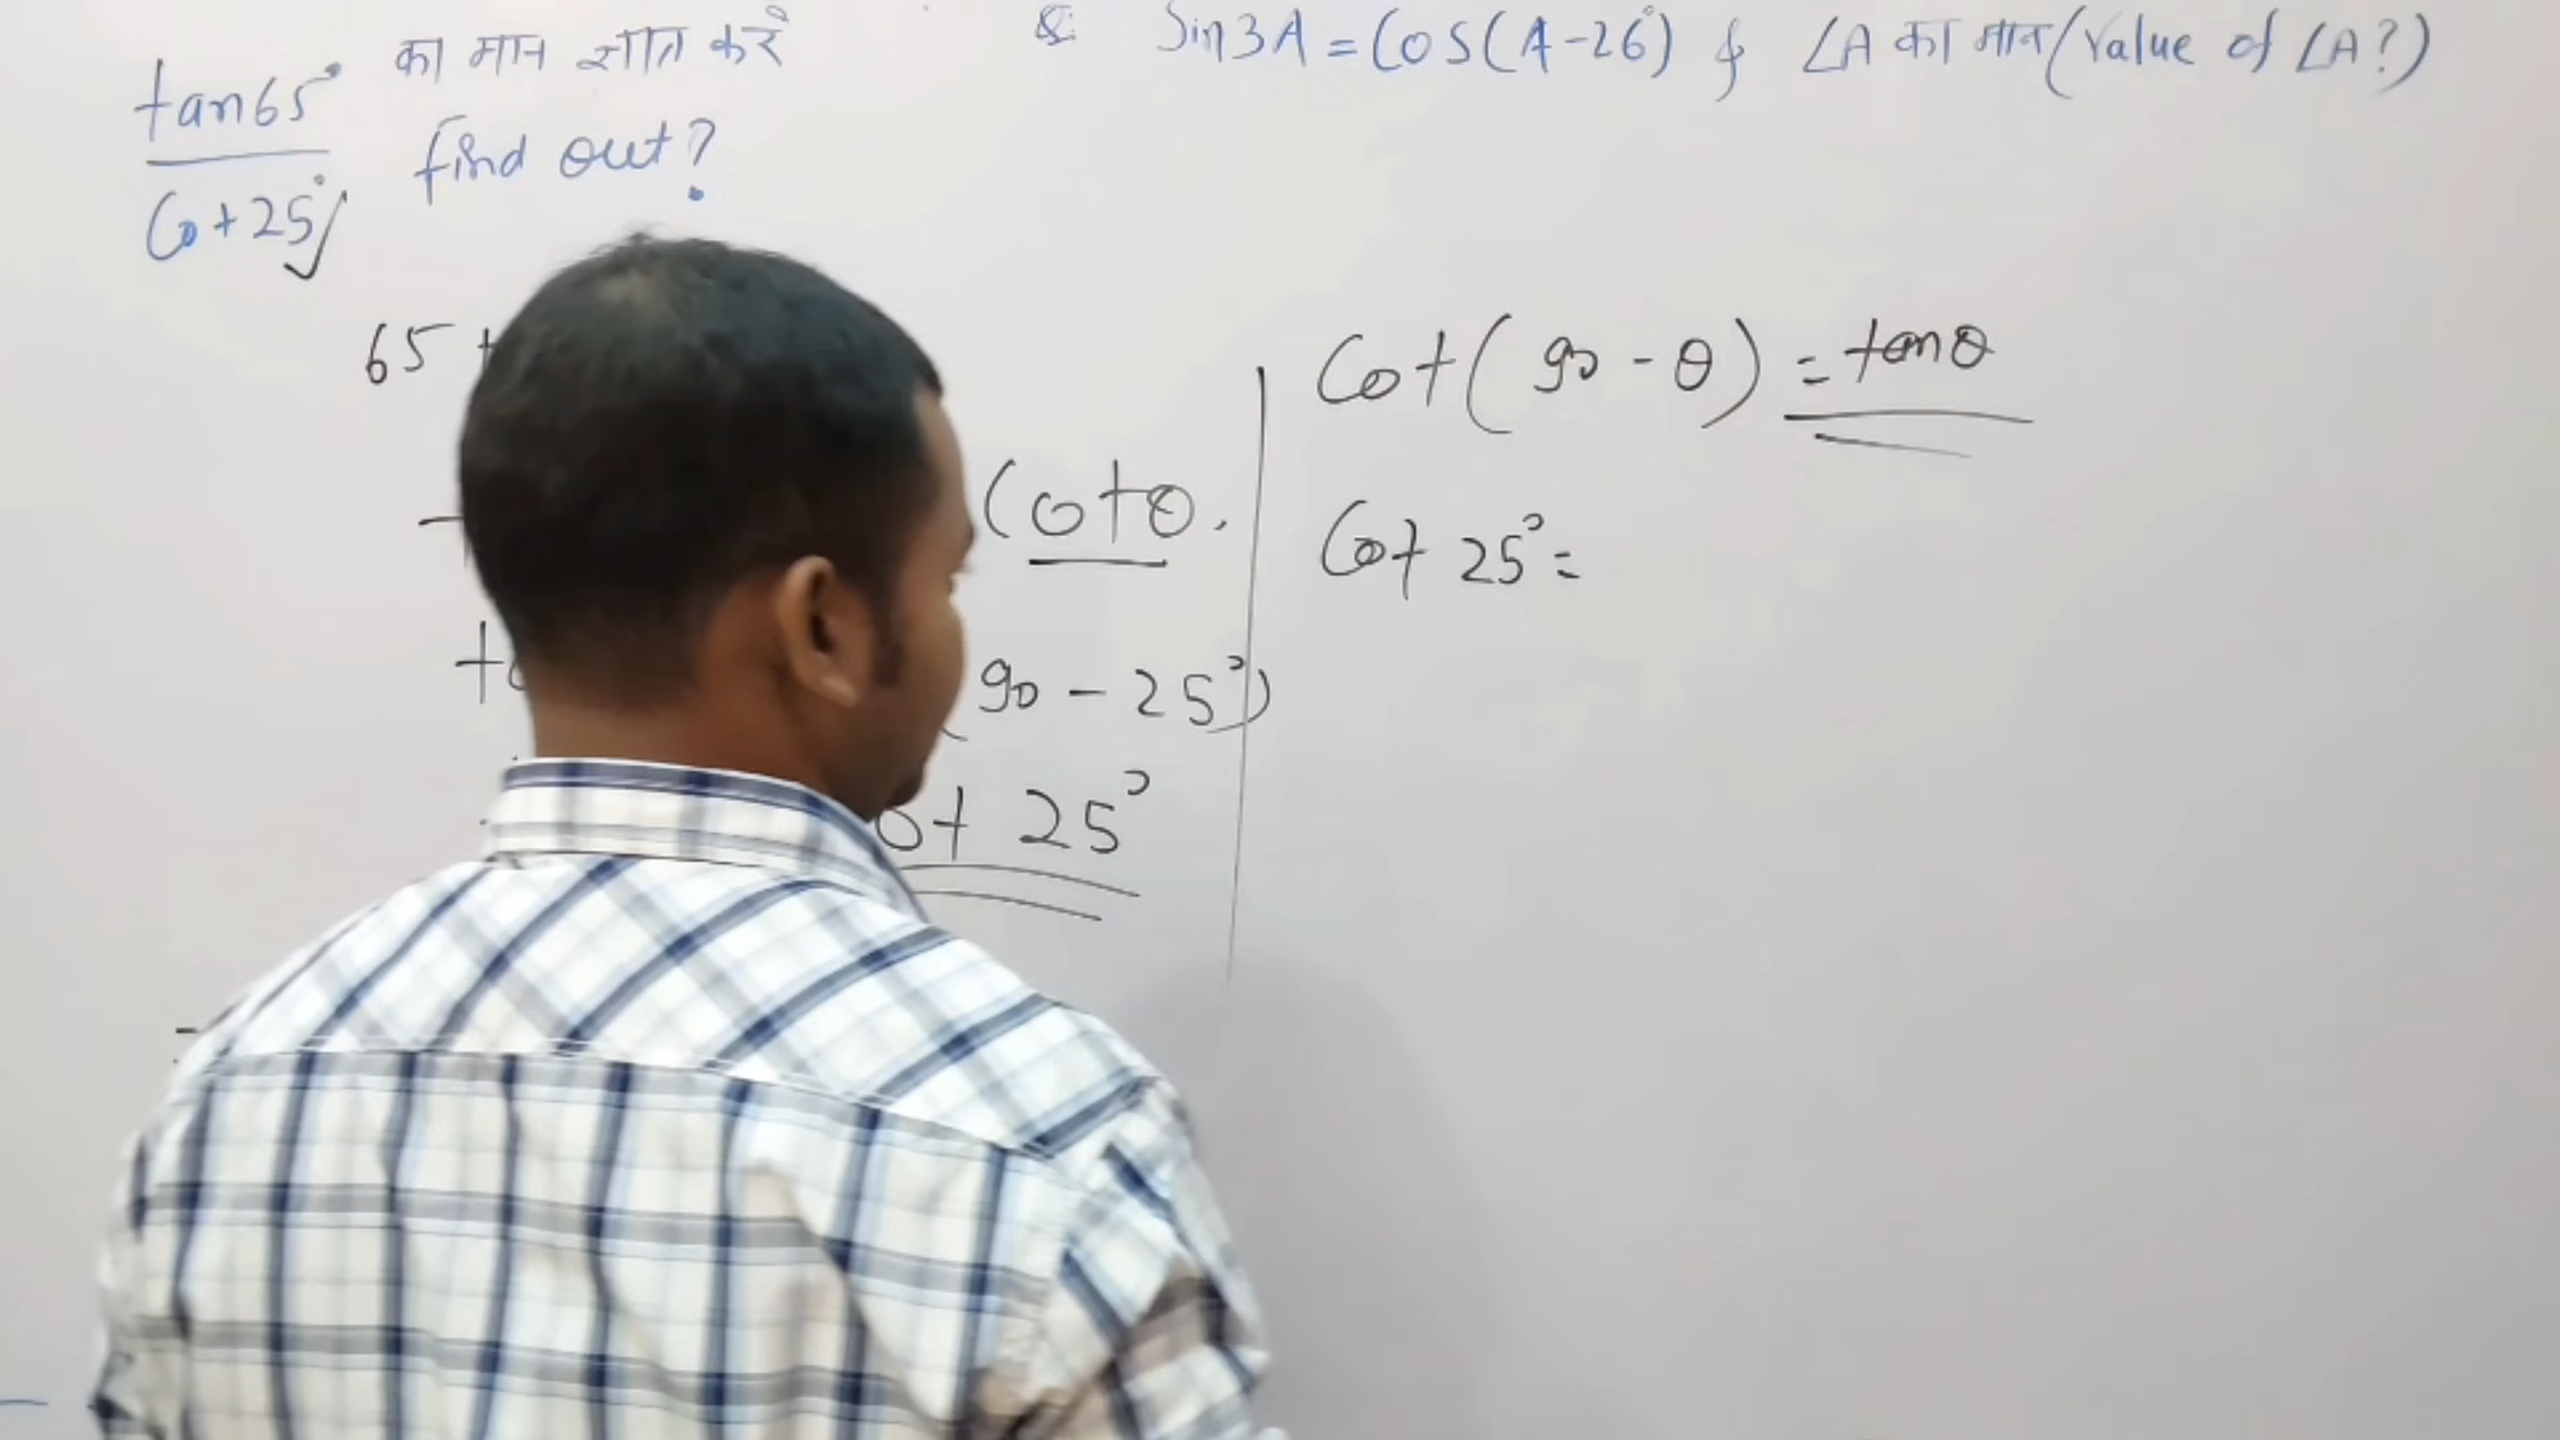 tan65° का मान ज्ञात करें
Cot25° find out?
Q: Sin3A = Cos(A-26°) ∠A का मान (Value of ∠A?)
65
Cotθ.
(90 - 25°)
ot 25°
Cot(90 - θ) = tanθ
Cot 25° =